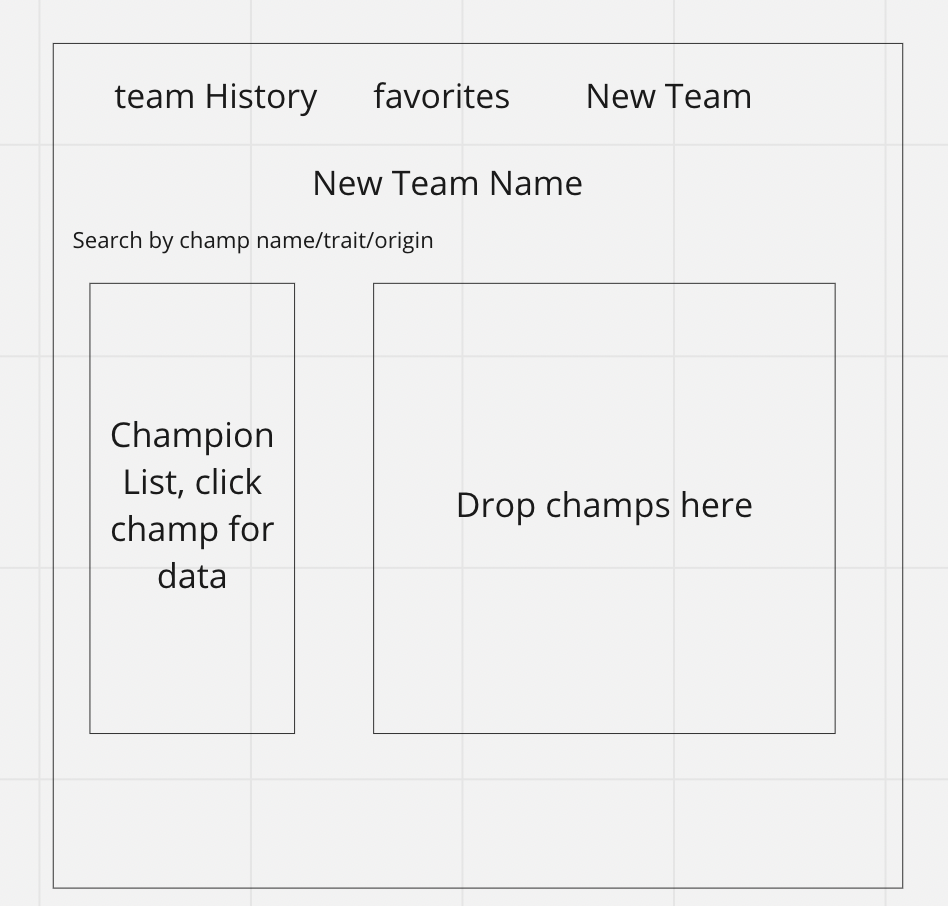 team History favorites New Team
New Team Name
Search by champ name/trait/origin
Champion
List, click
champ for
data
Drop champs here